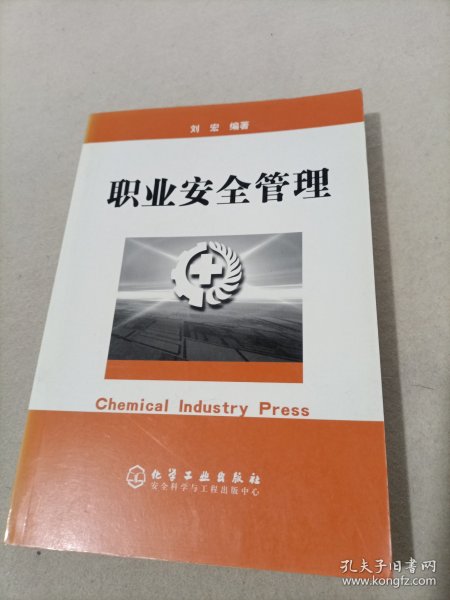 刘 宏 编著
职业安全管理
Chemical Industry Press
化学工业出版社
安全科学与工程出版中心
孔夫子旧书网
www.kongfz.com